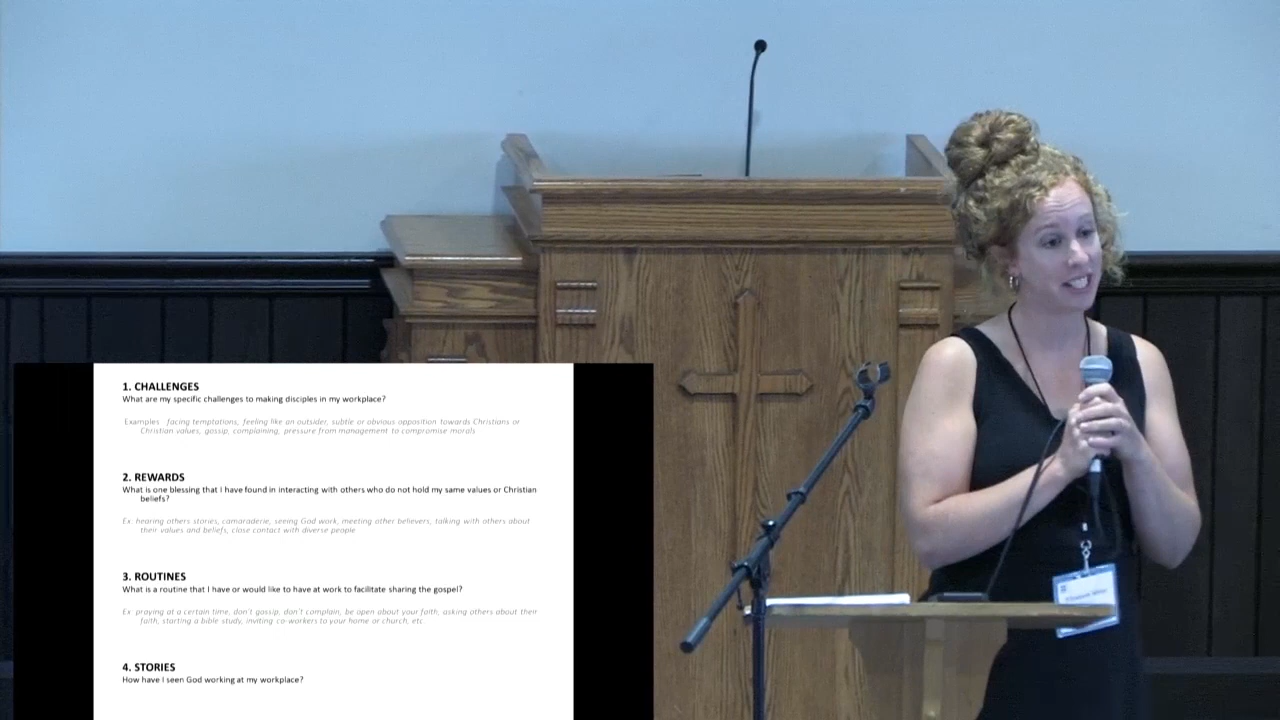 1. CHALLENGES
What are my specific challenges to making disciples in my workplace?
Examples: facing temptations, feeling like an outsider, subtle or obvious opposition towards Christians or
Christian values, gossip, complaining, pressure from management to compromise morals
2. REWARDS
What is one blessing that I have found in interacting with others who do not hold my same values or Christian
beliefs?
Ex: hearing others stories, camaraderie, seeing God work, meeting other believers, talking with others about
their values and beliefs, close contact with diverse people
3. ROUTINES
What is a routine that I have or would like to have at work to facilitate sharing the gospel?
Ex: praying at a certain time, don't gossip, don't complain, be open about your faith, asking others about their
faith, starting a bible study, inviting co-workers to your home or church, etc.
4. STORIES
How have I seen God working at my workplace?